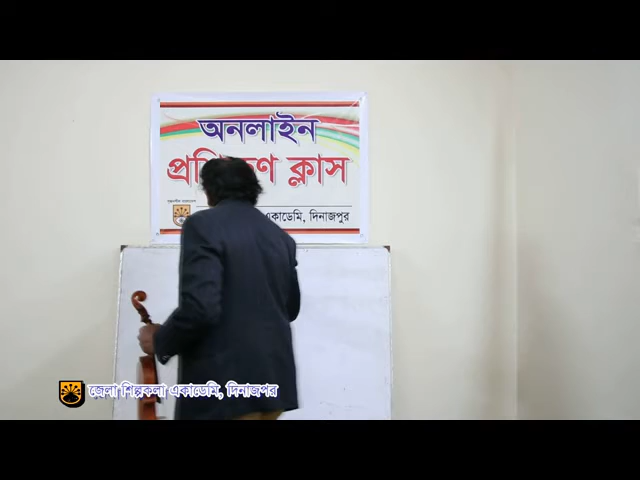 অনলাইন
ক্লাস
একাডেমি, দিনাজপুর
জেলা শিল্পকলা একাডেমি, দিনাজপুর